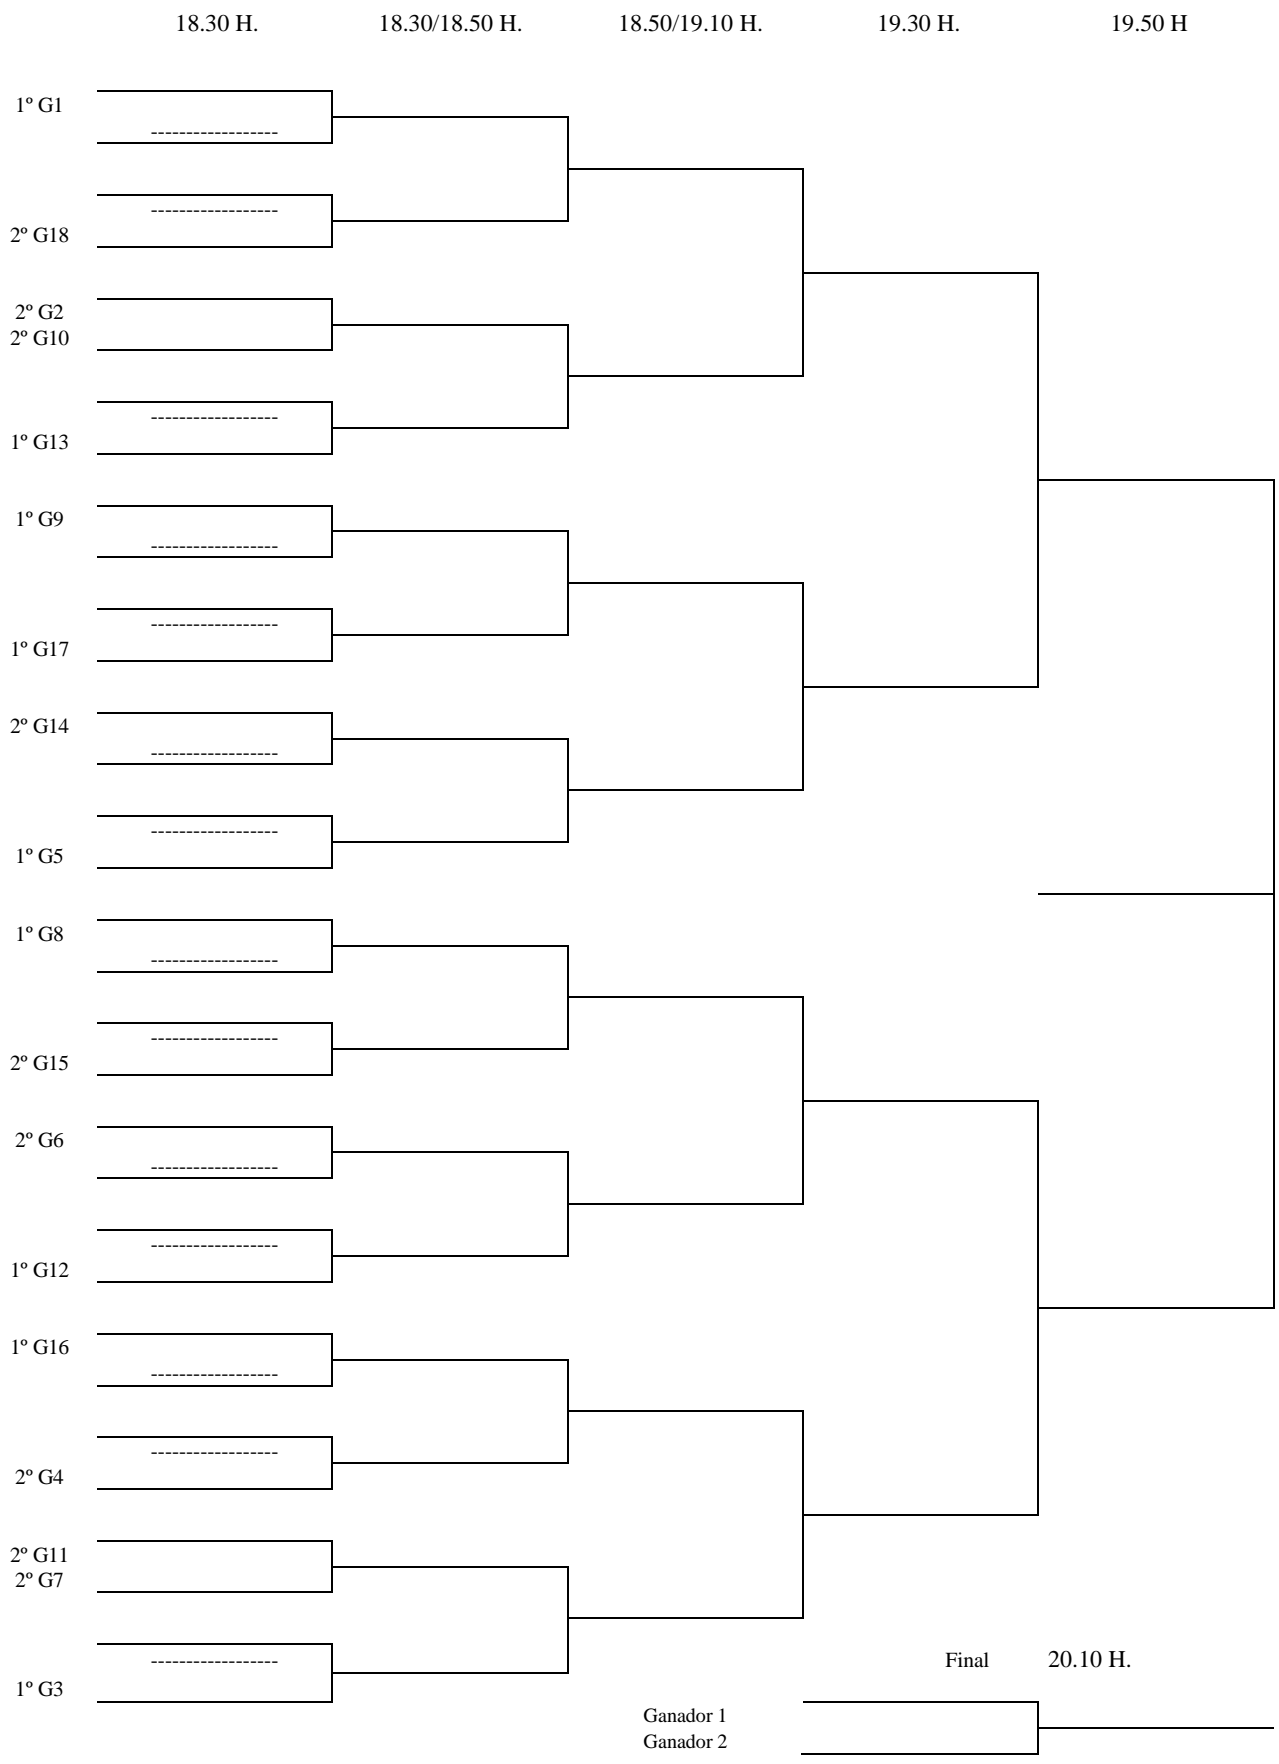 18.30 H. 18.30/18.50 H. 18.50/19.10 H. 19.30 H. 19.50 H
1º G1
------------------
------------------
2º G18
2º G2
2º G10
------------------
1º G13
1º G9
------------------
------------------
1º G17
2º G14
------------------
------------------
1º G5
1º G8
------------------
------------------
2º G15
2º G6
------------------
------------------
1º G12
1º G16
------------------
------------------
2º G4
2º G11
2º G7
------------------
1º G3
Final 20.10 H.
Ganador 1
Ganador 2